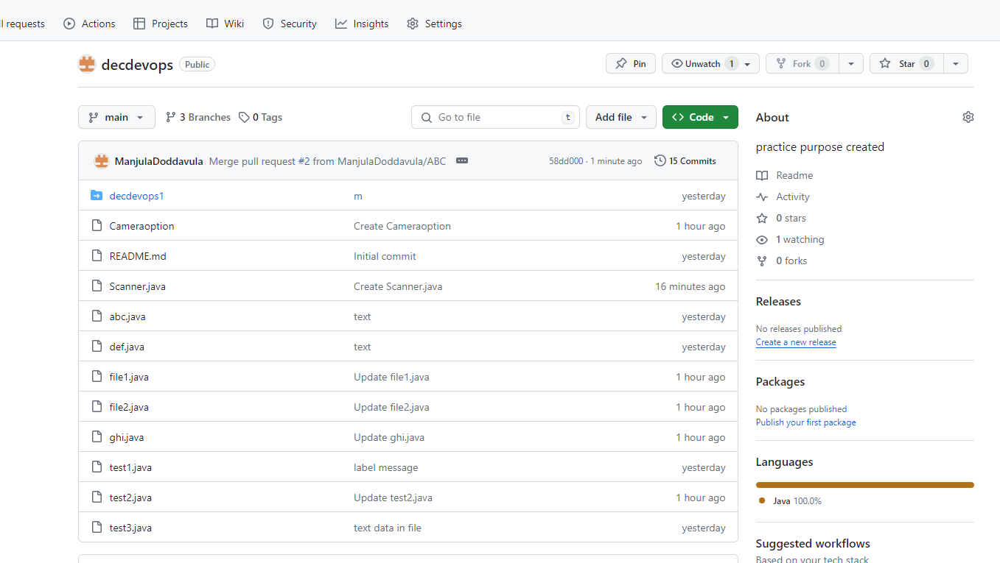 ll requests Actions Projects Wiki Security Insights Settings
decdevops Public Pin Unwatch 1 Fork 0 Star 0
main 3 Branches 0 Tags Go to file t Add file Code
ManjulaDoddavula Merge pull request #2 from ManjulaDoddavula/ABC 58dd000 · 1 minute ago 15 Commits
decdevops1 m yesterday
Cameraoption Create Cameraoption 1 hour ago
README.md Initial commit yesterday
Scanner.java Create Scanner.java 16 minutes ago
abc.java text yesterday
def.java text yesterday
file1.java Update file1.java 1 hour ago
file2.java Update file2.java 1 hour ago
ghi.java Update ghi.java 1 hour ago
test1.java label message yesterday
test2.java Update test2.java 1 hour ago
test3.java text data in file yesterday
About
practice purpose created
Readme
Activity
0 stars
1 watching
0 forks
Releases
No releases published
Create a new release
Packages
No packages published
Publish your first package
Languages
Java 100.0%
Suggested workflows
Based on your tech stack